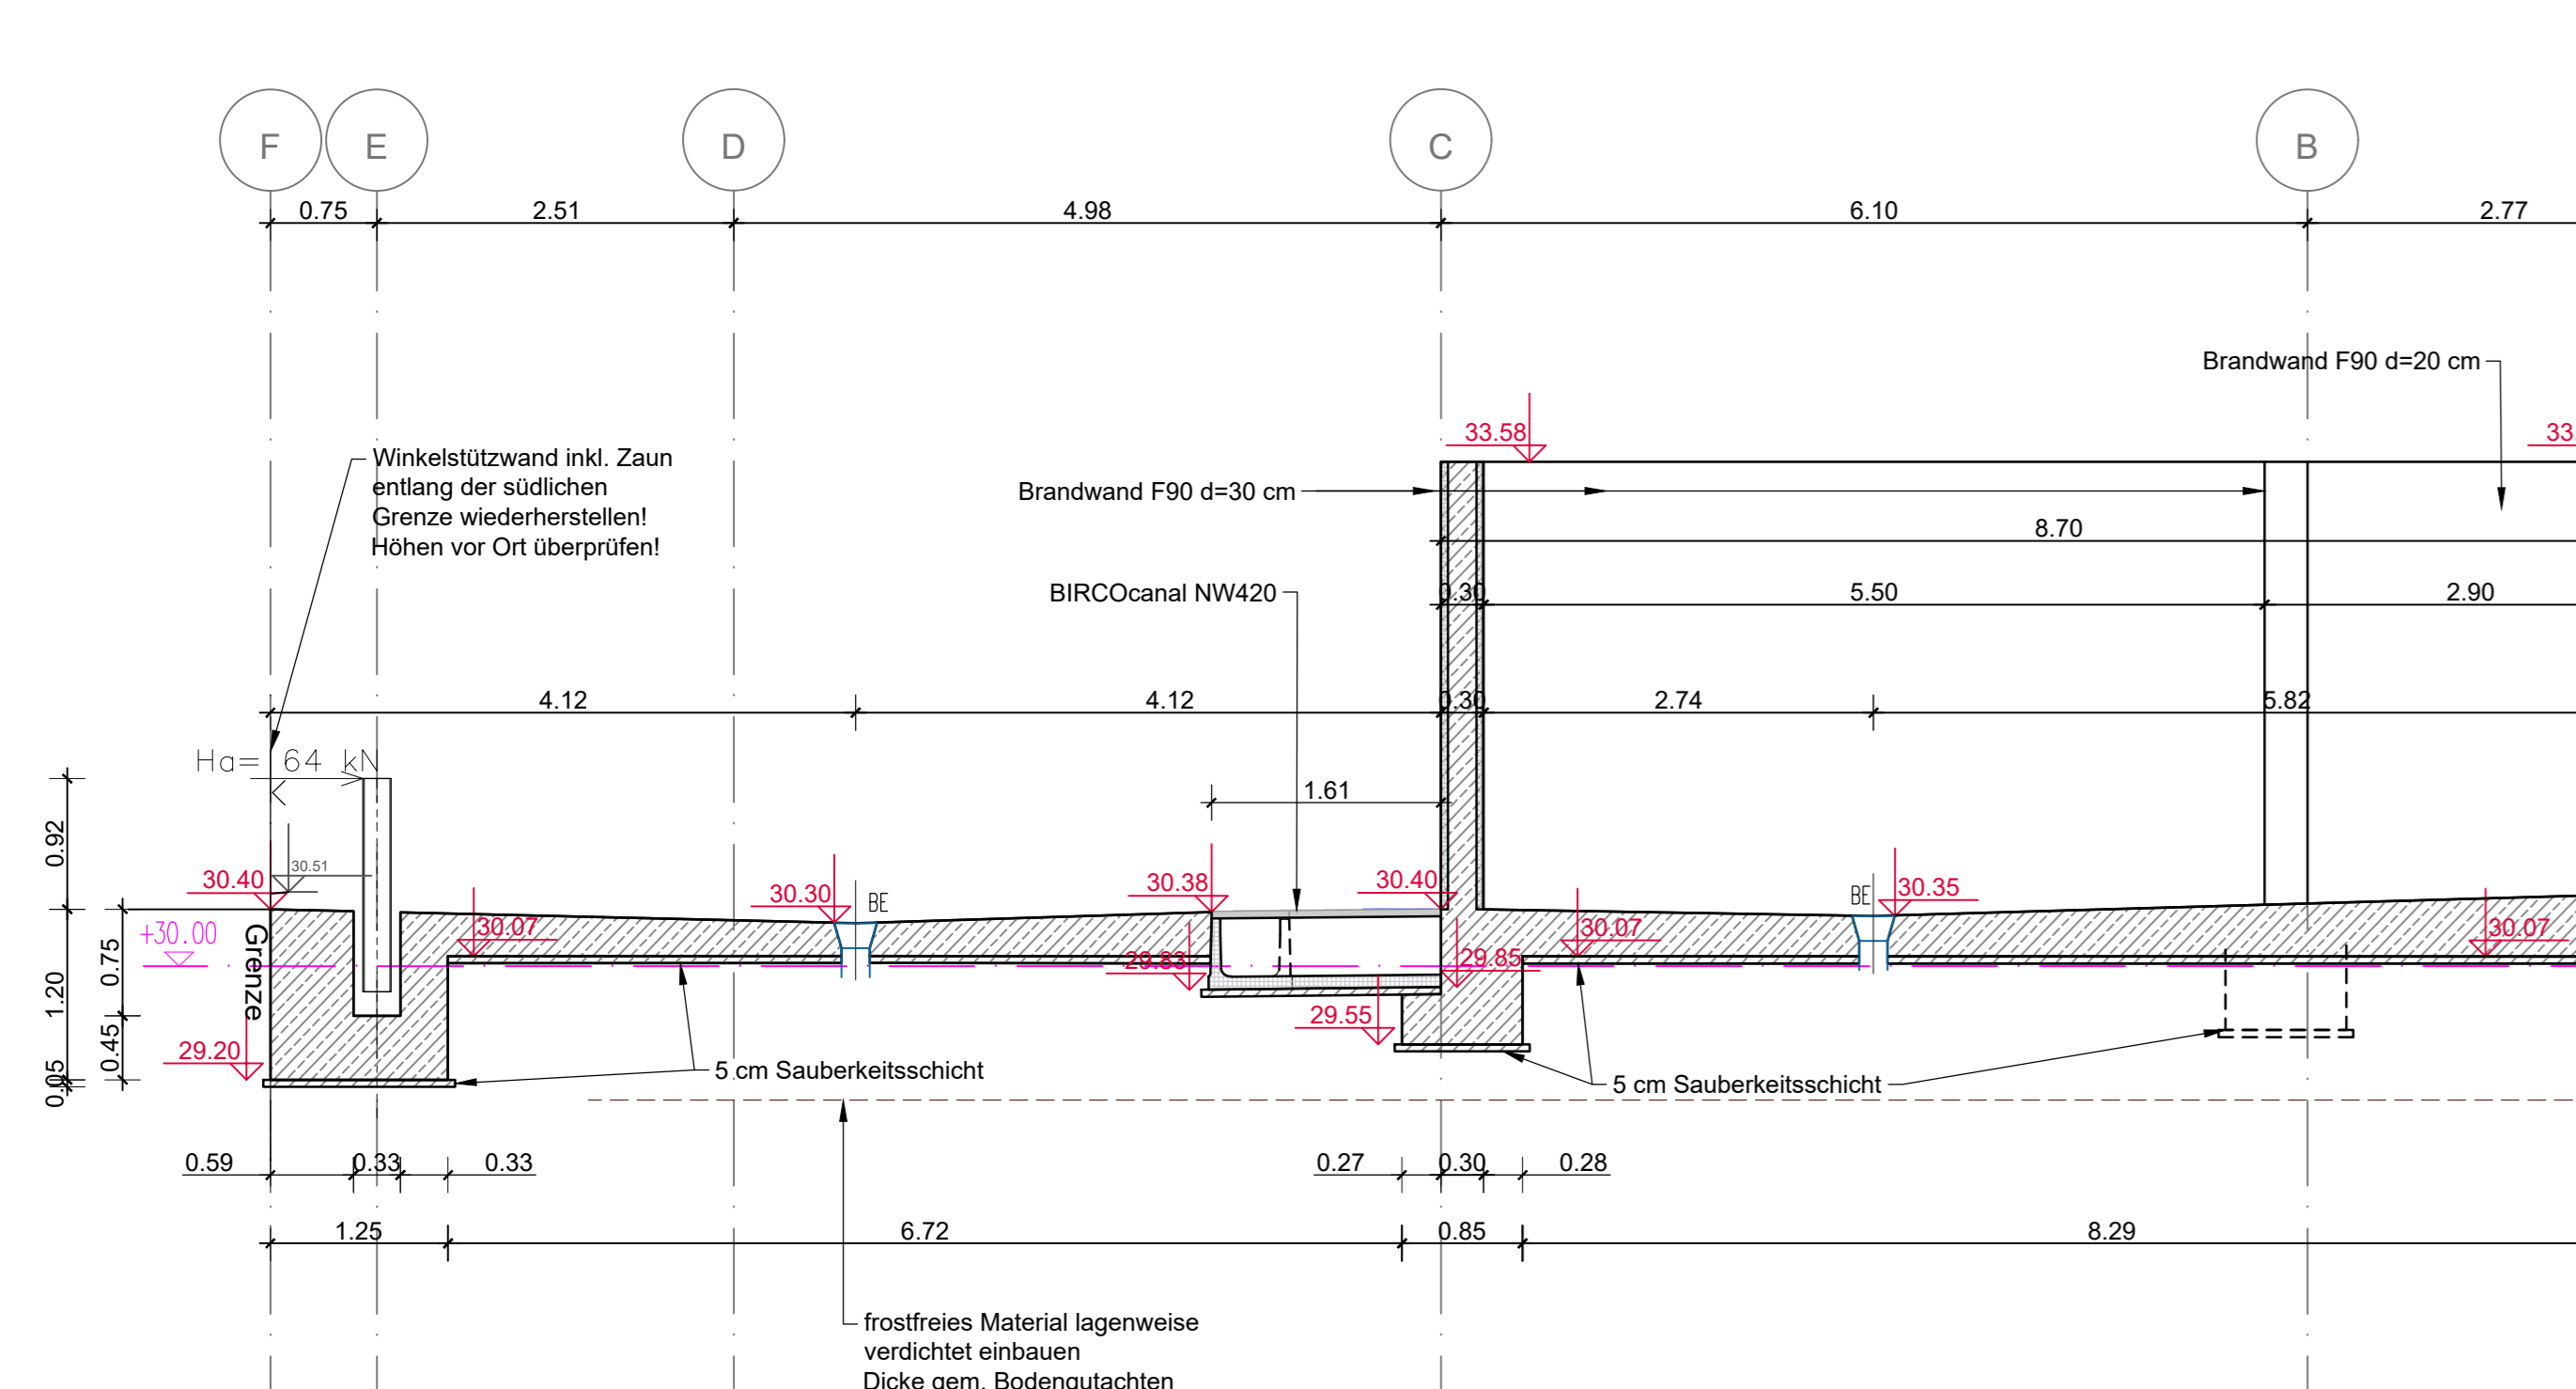 F E D C B
0.75 2.51 4.98 6.10 2.77
Brandwand F90 d=20 cm
33.58 33.
Winkelstützwand inkl. Zaun
entlang der südlichen
Grenze wiederherstellen!
Höhen vor Ort überprüfen!
Brandwand F90 d=30 cm
8.70
BIRCOcanal NW420
0.30 5.50 2.90
4.12 4.12 0.30 2.74 5.82
Ha= 64 kN
1.61
0.92
30.51
30.40 30.30 BE 30.38 30.40 BE 30.35
+30.00 Grenze 30.07 30.07 30.07
29.83 29.85
1.20 0.75
29.55
0.45 29.20
0.05
5 cm Sauberkeitsschicht
5 cm Sauberkeitsschicht
0.59 0.33 0.33 0.27 0.30 0.28
1.25 6.72 0.85 8.29
frostfreies Material lagenweise
verdichtet einbauen
Dicke gem. Bodengutachten